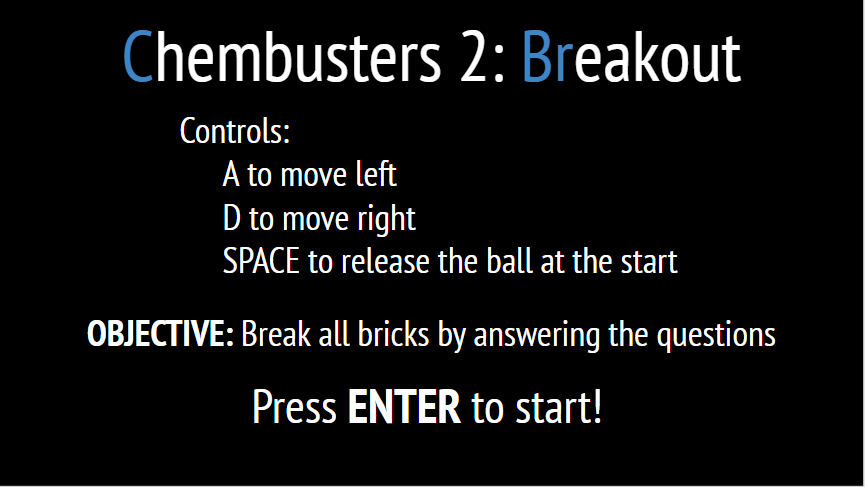 Chembusters 2: Breakout
Controls:
A to move left
D to move right
SPACE to release the ball at the start
OBJECTIVE: Break all bricks by answering the questions
Press ENTER to start!